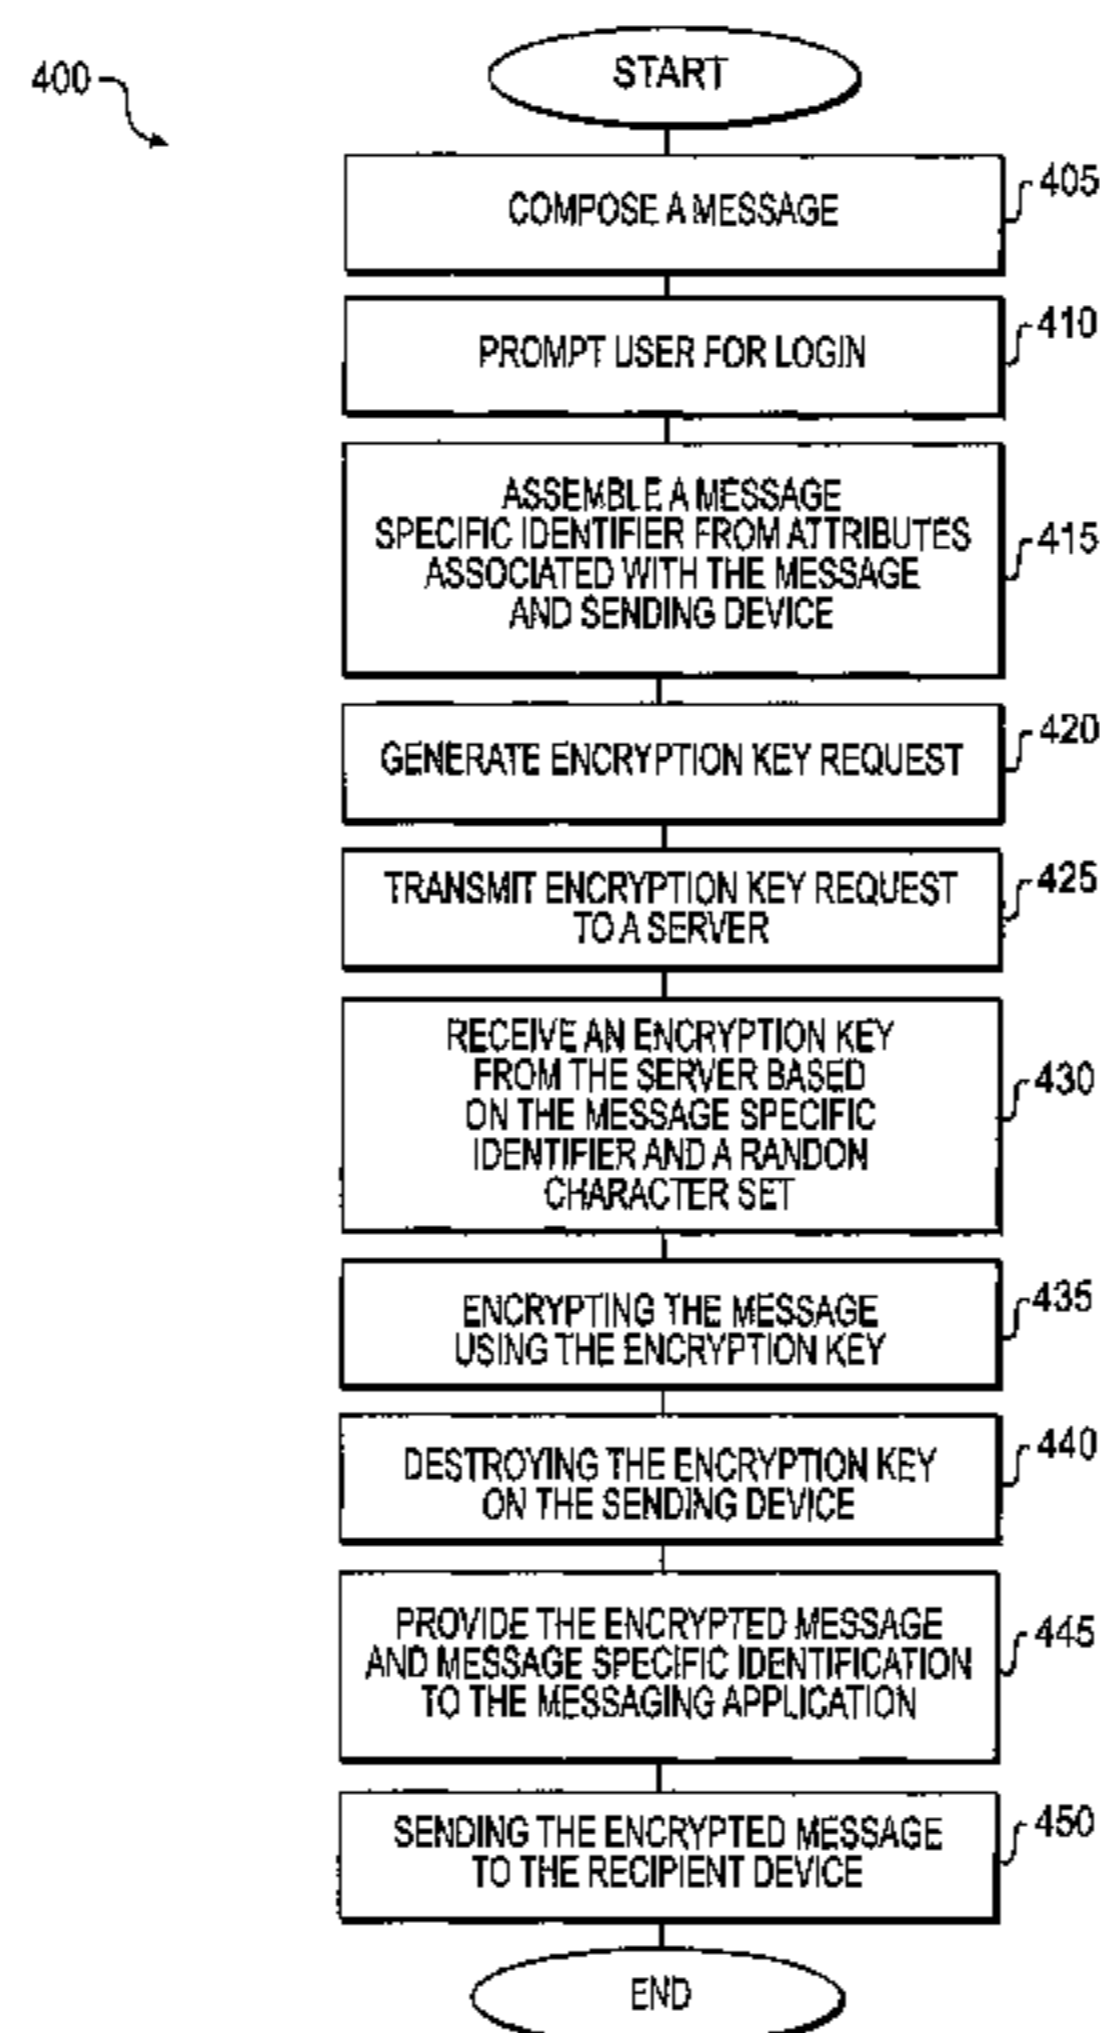 400
START
COMPOSE A MESSAGE
405
PROMPT USER FOR LOGIN
410
ASSEMBLE A MESSAGE
SPECIFIC IDENTIFIER FROM ATTRIBUTES
ASSOCIATED WITH THE MESSAGE
AND SENDING DEVICE
415
GENERATE ENCRYPTION KEY REQUEST
420
TRANSMIT ENCRYPTION KEY REQUEST
TO A SERVER
425
RECEIVE AN ENCRYPTION KEY
FROM THE SERVER BASED
ON THE MESSAGE SPECIFIC
IDENTIFIER AND A RANDON
CHARACTER SET
430
ENCRYPTING THE MESSAGE
USING THE ENCRYPTION KEY
435
DESTROYING THE ENCRYPTION KEY
ON THE SENDING DEVICE
440
PROVIDE THE ENCRYPTED MESSAGE
AND MESSAGE SPECIFIC IDENTIFICATION
TO THE MESSAGING APPLICATION
445
SENDING THE ENCRYPTED MESSAGE
TO THE RECIPIENT DEVICE
450
END